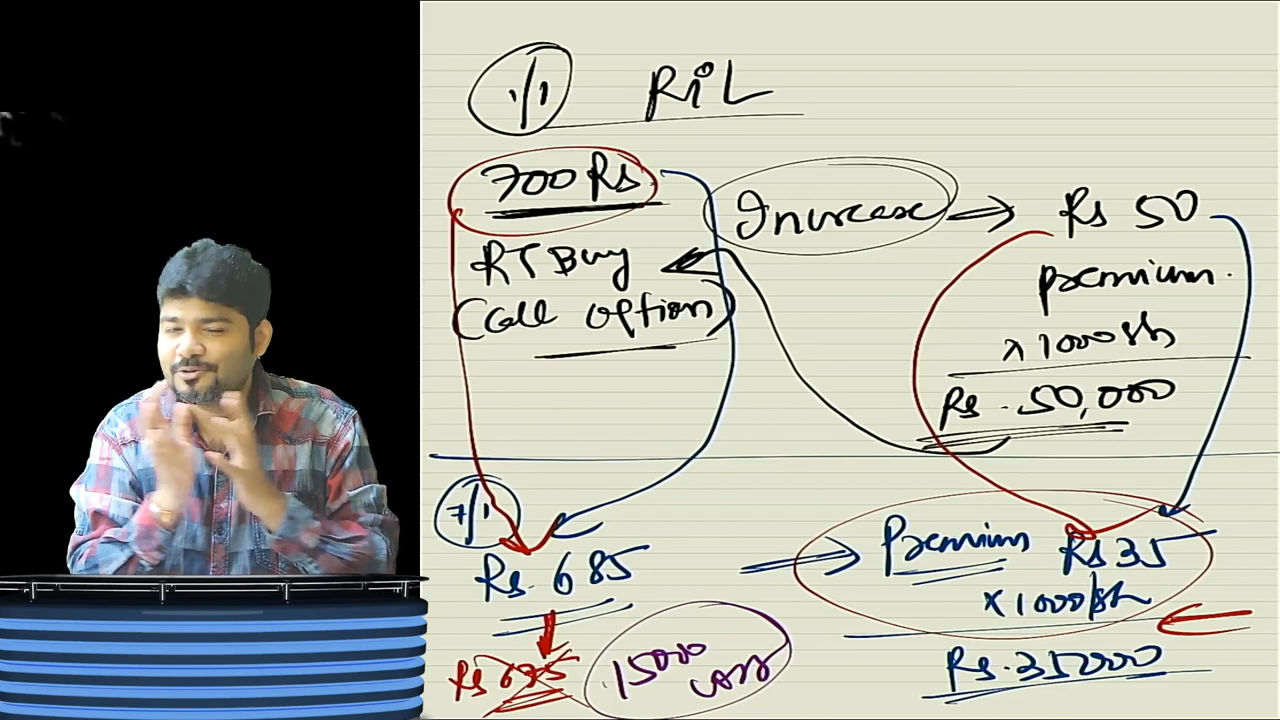 1/1 RiL
700 Rs.
Increase => Rs 50
RT Buy
(Call option)
premium.
x 1000 sh
Rs. 50,000
7/1
Rs. 685
Premium Rs 35
x 1000/sh
Rs. 35000
15000
Loss